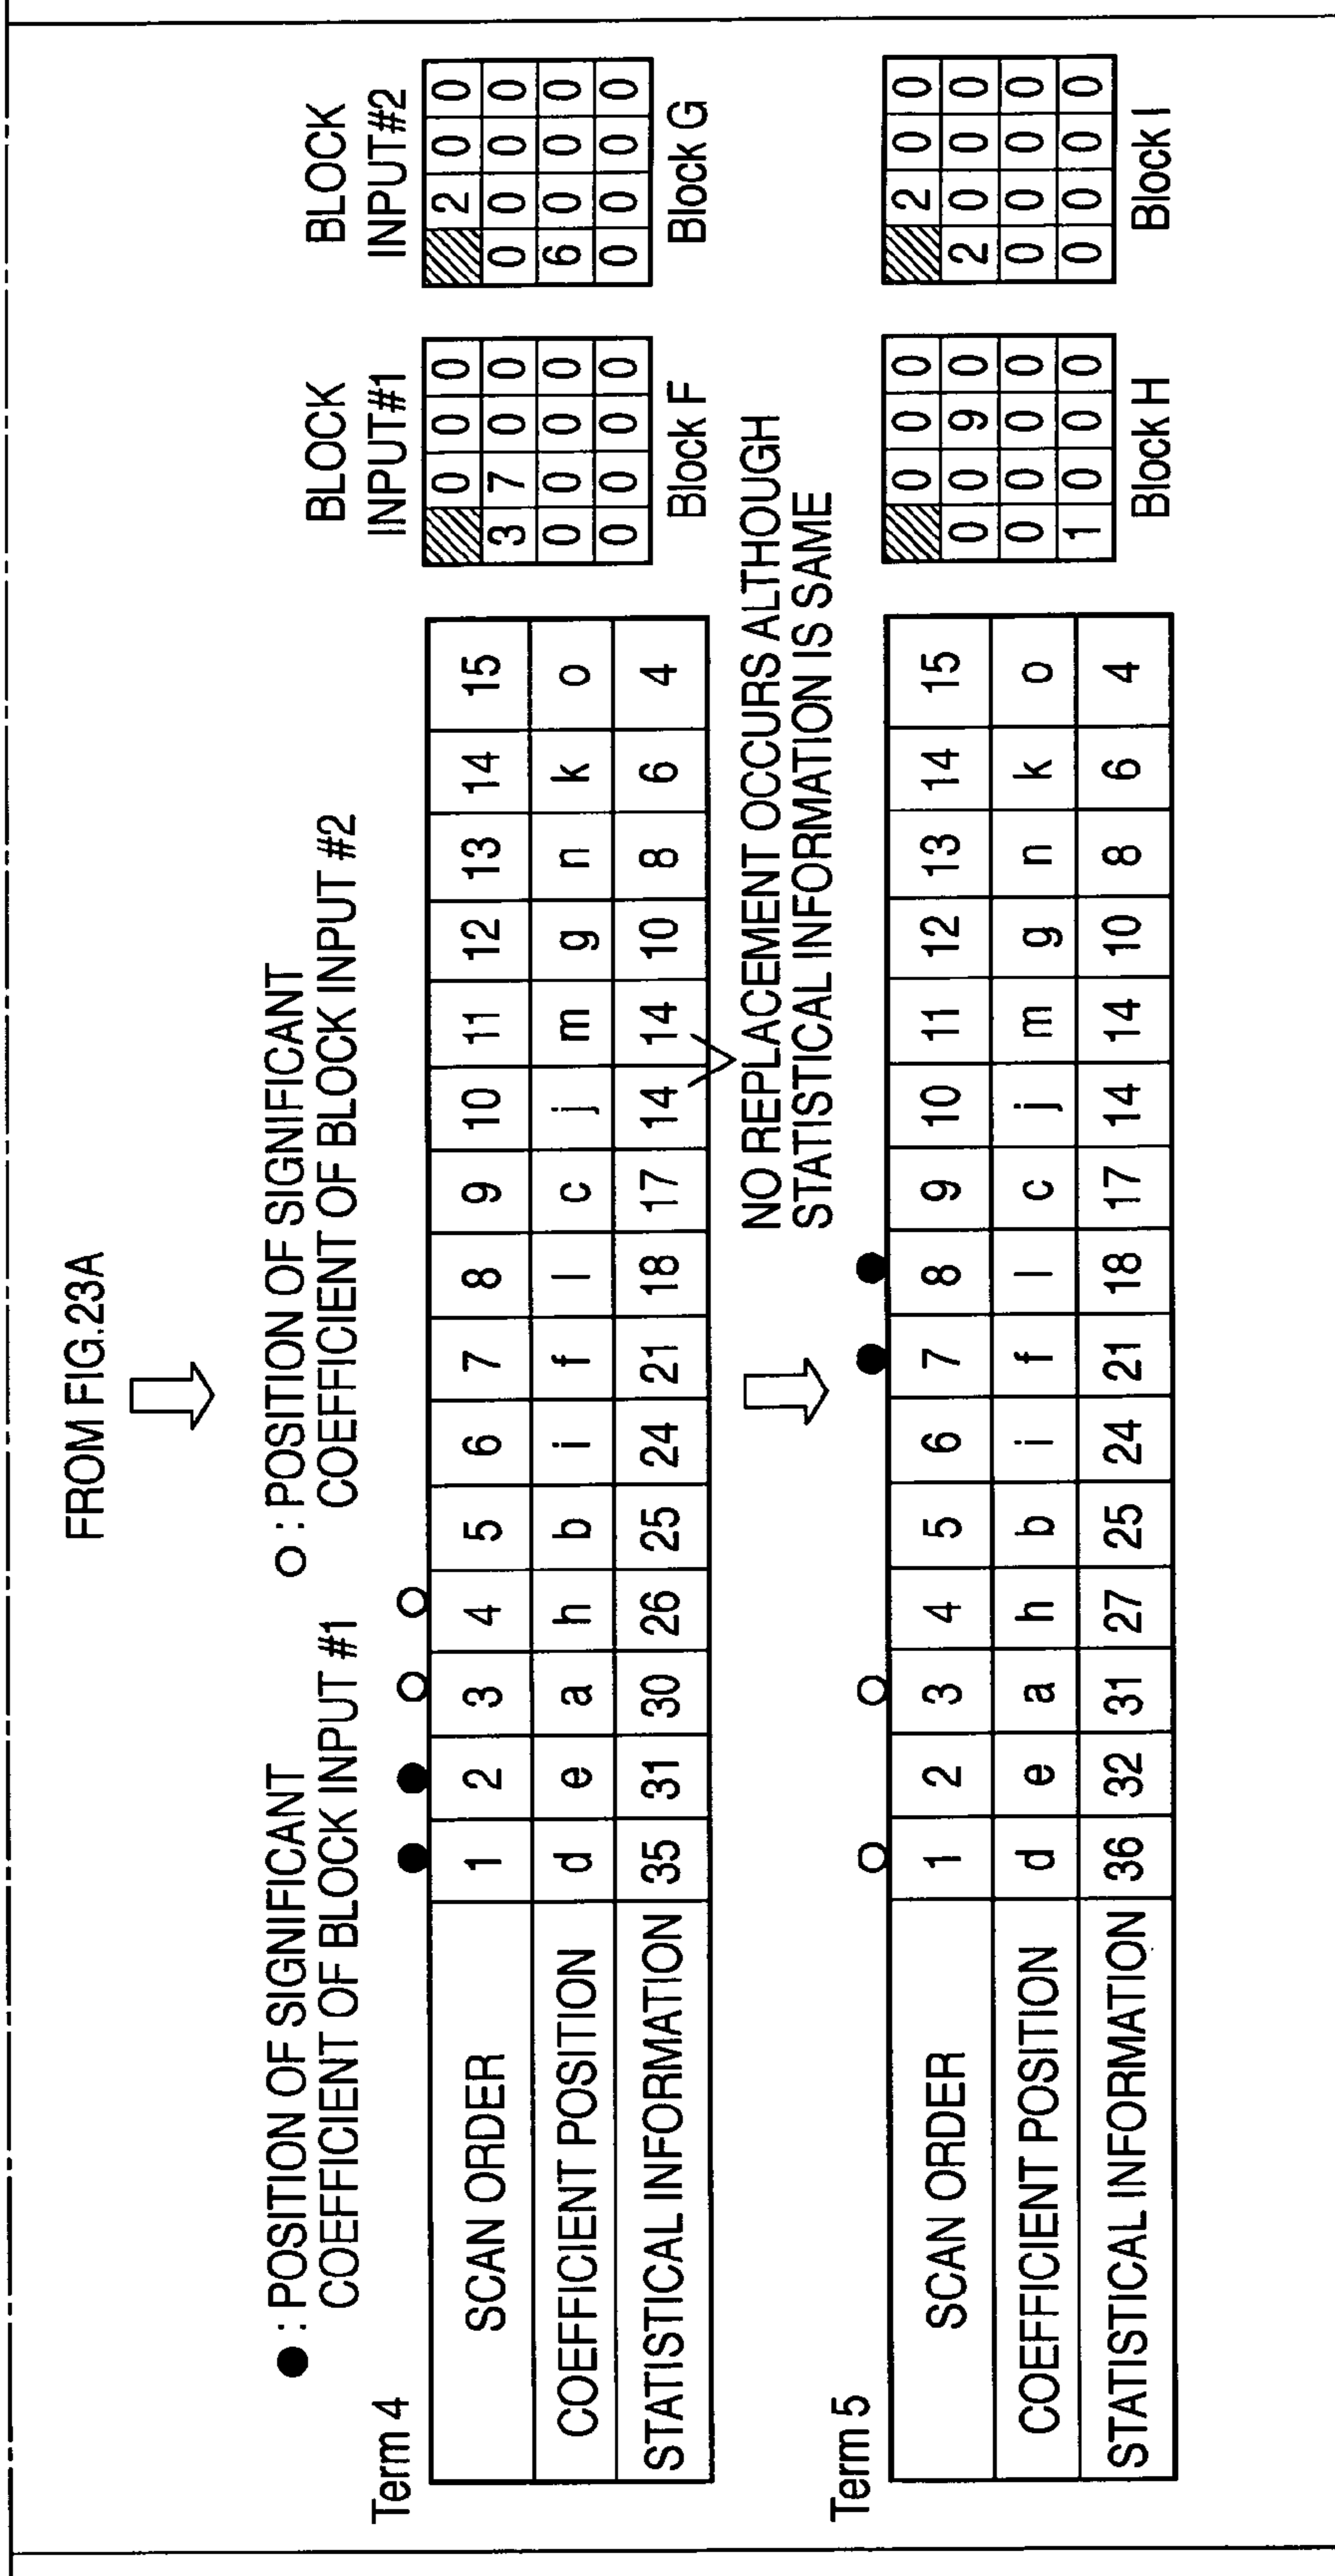 FROM FIG.23A
● : POSITION OF SIGNIFICANT
COEFFICIENT OF BLOCK INPUT #1
○ : POSITION OF SIGNIFICANT
COEFFICIENT OF BLOCK INPUT #2
BLOCK
INPUT#1
BLOCK
INPUT#2
Term 4
SCAN ORDER 1 2 3 4 5 6 7 8 9 10 11 12 13 14 15
COEFFICIENT POSITION d e a h b i f l c j m g n k o
STATISTICAL INFORMATION 35 31 30 26 25 24 21 18 17 14 14 10 8 6 4
0 0 0
3 7 0 0
0 0 0 0
0 0 0 0
Block F
2 0 0
0 0 0 0
6 0 0 0
0 0 0 0
Block G
NO REPLACEMENT OCCURS ALTHOUGH
STATISTICAL INFORMATION IS SAME
Term 5
SCAN ORDER 1 2 3 4 5 6 7 8 9 10 11 12 13 14 15
COEFFICIENT POSITION d e a h b i f l c j m g n k o
STATISTICAL INFORMATION 36 32 31 27 25 24 21 18 17 14 14 10 8 6 4
0 0 0
0 0 9 0
0 0 0 0
1 0 0 0
Block H
2 0 0
2 0 0 0
0 0 0 0
0 0 0 0
Block I